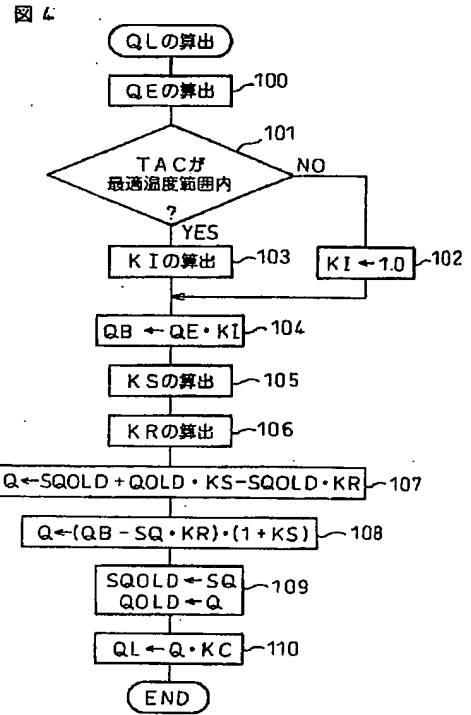 図 4
QLの算出
QEの算出
100
101
TACが
最適温度範囲内
?
NO
YES
KIの算出
103
KI ← 1.0
102
QB ← QE・KI
104
KSの算出
105
KRの算出
106
Q←SQOLD+QOLD・KS−SQOLD・KR
107
Q←(QB−SQ・KR)・(1+KS)
108
SQOLD←SQ
QOLD←Q
109
QL←Q・KC
110
END